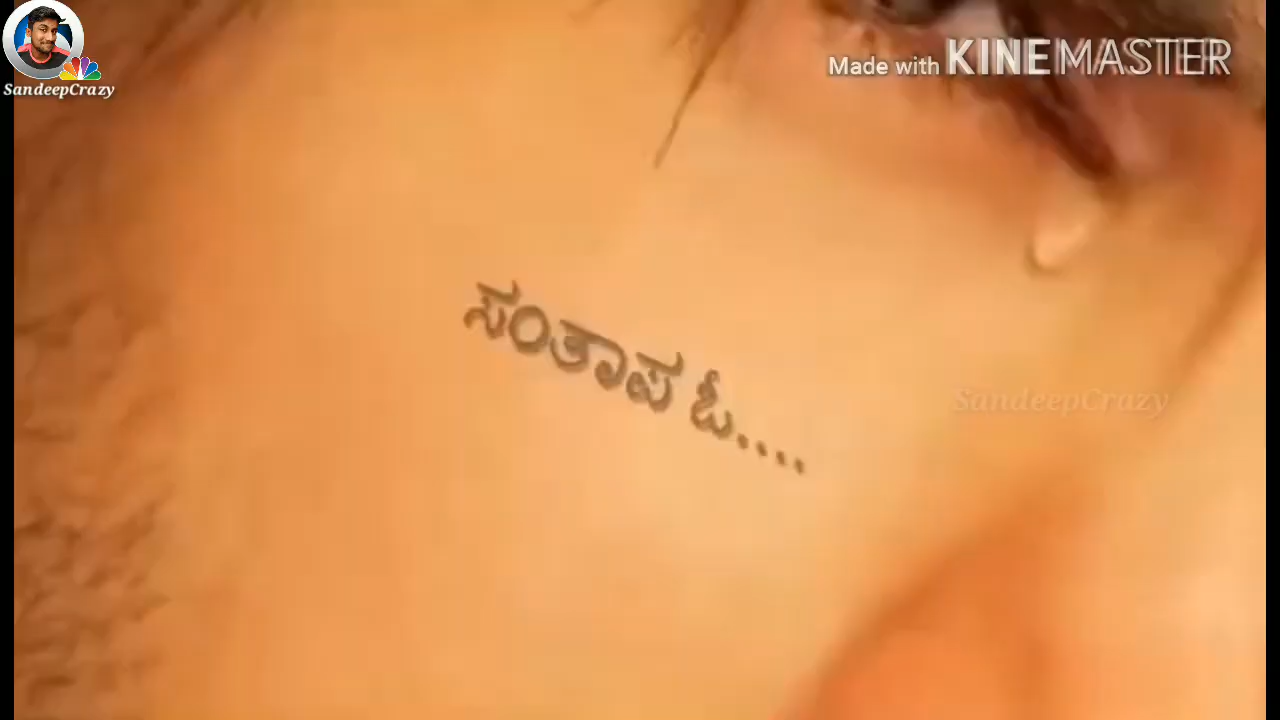 Made with KINEMASTER
SandeepCrazy
ಸಂತಾಪ ಓ....
SandeepCrazy